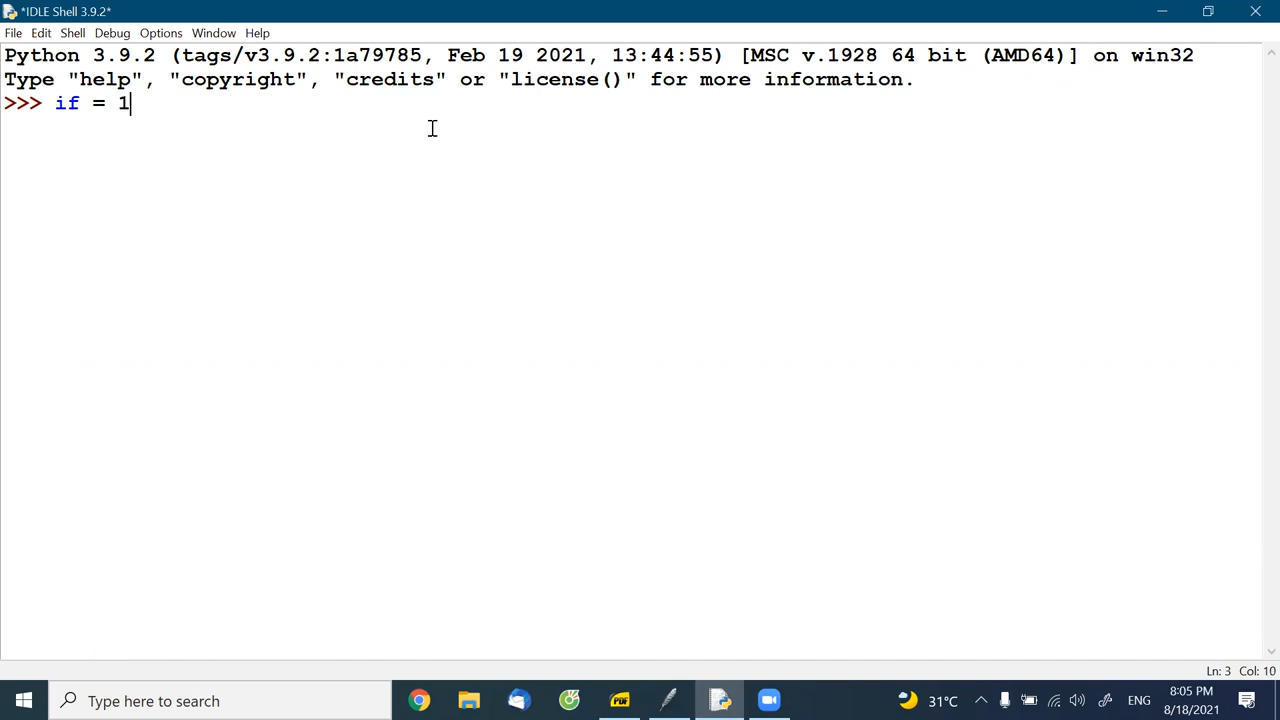 *IDLE Shell 3.9.2*
File Edit Shell Debug Options Window Help
Python 3.9.2 (tags/v3.9.2:1a79785, Feb 19 2021, 13:44:55) [MSC v.1928 64 bit (AMD64)] on win32
Type "help", "copyright", "credits" or "license()" for more information.
>>> if = 1
Ln: 3 Col: 10
Type here to search
PDF
31°C
ENG
8:05 PM
8/18/2021